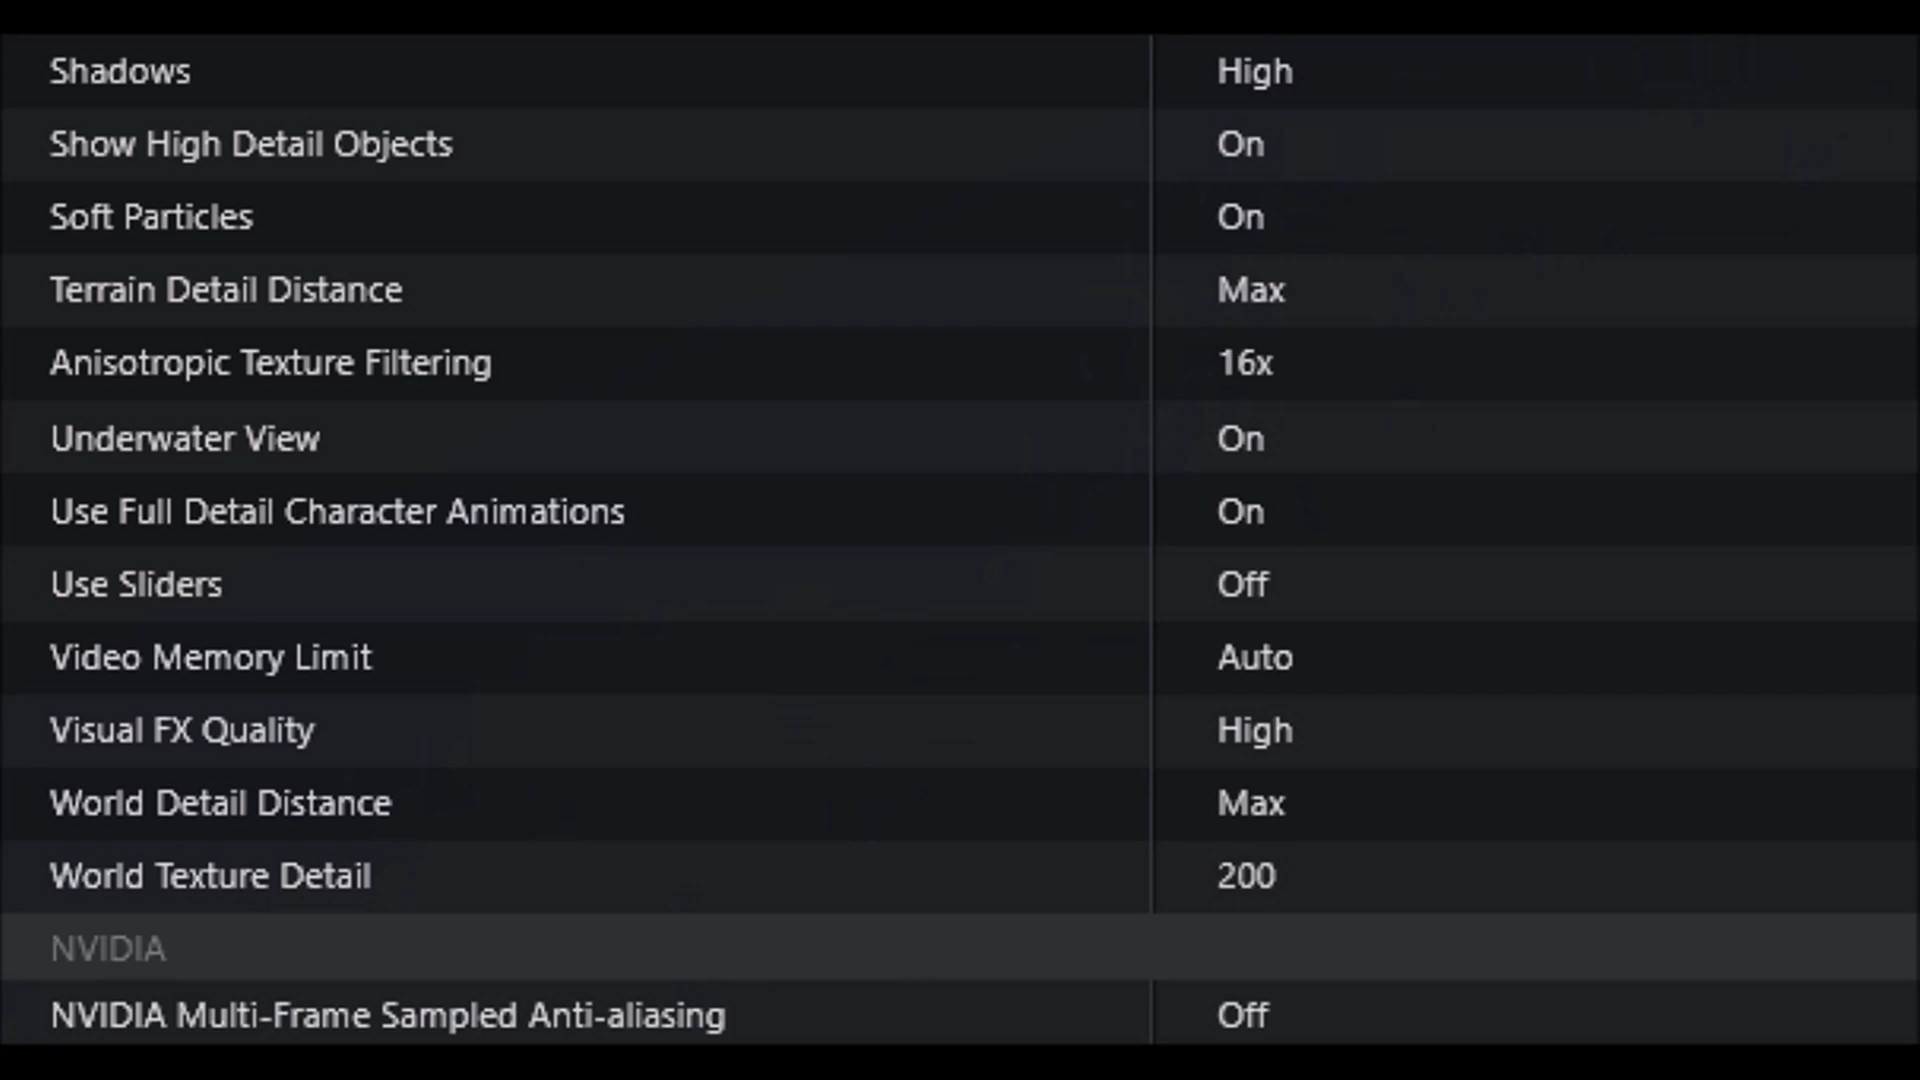 Shadows High
Show High Detail Objects On
Soft Particles On
Terrain Detail Distance Max
Anisotropic Texture Filtering 16x
Underwater View On
Use Full Detail Character Animations On
Use Sliders Off
Video Memory Limit Auto
Visual FX Quality High
World Detail Distance Max
World Texture Detail 200
NVIDIA
NVIDIA Multi-Frame Sampled Anti-aliasing Off